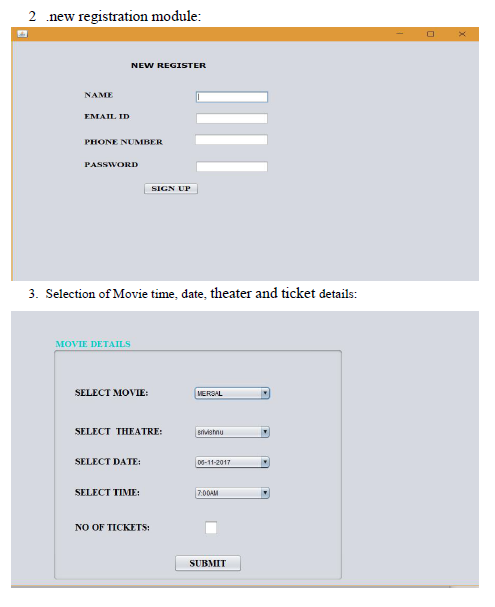 2 .new registration module:
NEW REGISTER
NAME
EMAIL ID
PHONE NUMBER
PASSWORD
SIGN UP
3. Selection of Movie time, date, theater and ticket details:
MOVIE DETAILS
SELECT MOVIE: MERSAL
SELECT THEATRE: srivishnu
SELECT DATE: 06-11-2017
SELECT TIME: 7:00AM
NO OF TICKETS:
SUBMIT